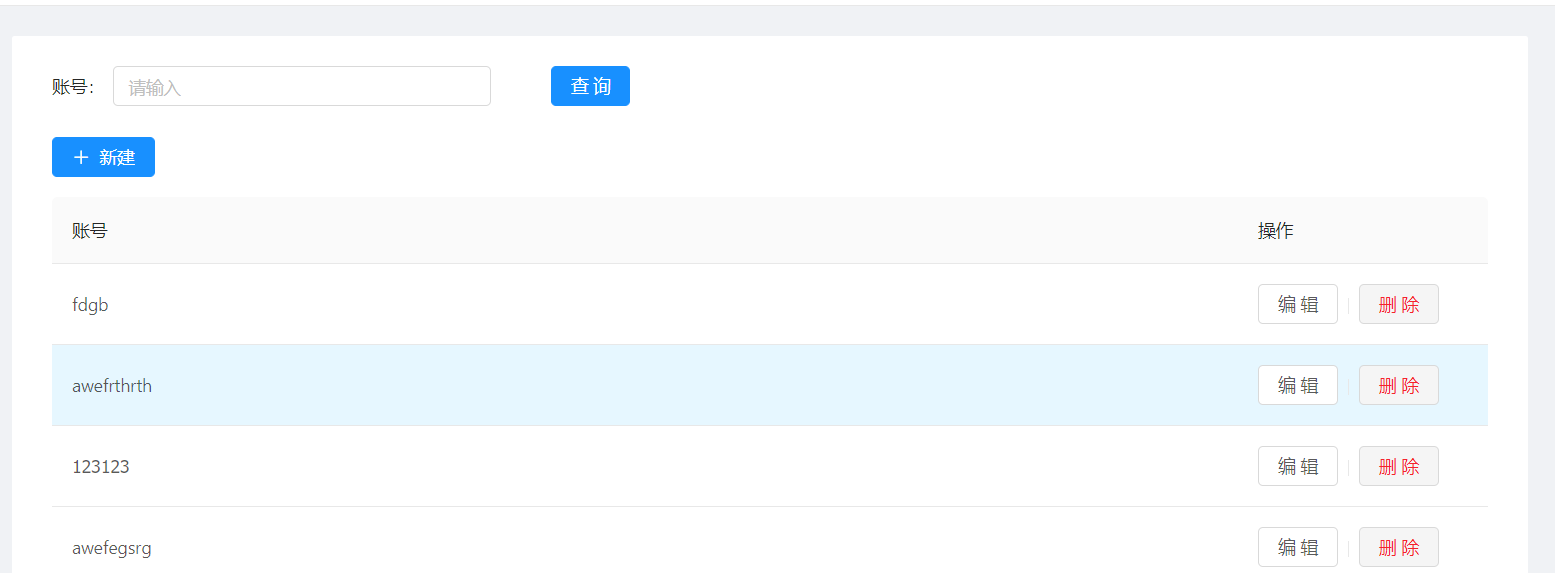 账号： 请输入 查 询
+ 新建
账号 操作
fdgb 编 辑 删 除
awefrthrth 编 辑 删 除
123123 编 辑 删 除
awefegsrg 编 辑 删 除